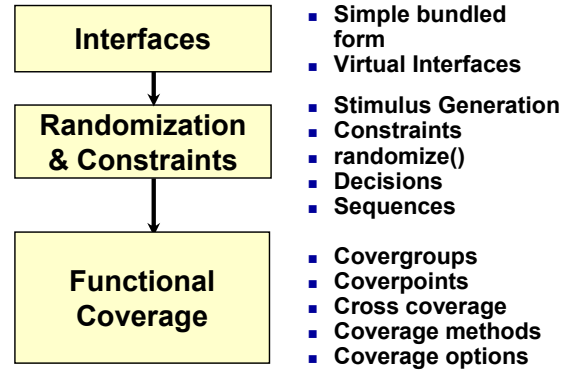 Interfaces
▪ Simple bundled
form
▪ Virtual Interfaces
Randomization
& Constraints
▪ Stimulus Generation
▪ Constraints
▪ randomize()
▪ Decisions
▪ Sequences
Functional
Coverage
▪ Covergroups
▪ Coverpoints
▪ Cross coverage
▪ Coverage methods
▪ Coverage options